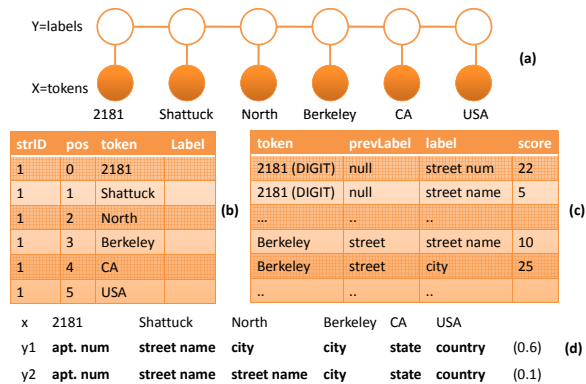 Y=labels
(a)
X=tokens
2181 Shattuck North Berkeley CA USA
strID pos token Label
1 0 2181
1 1 Shattuck
1 2 North
1 3 Berkeley
1 4 CA
1 5 USA
(b)
token prevLabel label score
2181 (DIGIT) null street num 22
2181 (DIGIT) null street name 5
... .. ..
Berkeley street street name 10
Berkeley street city 25
.. .. ..
(c)
x 2181 Shattuck North Berkeley CA USA
y1 apt. num street name city city state country (0.6)
(d)
y2 apt. num street name street name city state country (0.1)